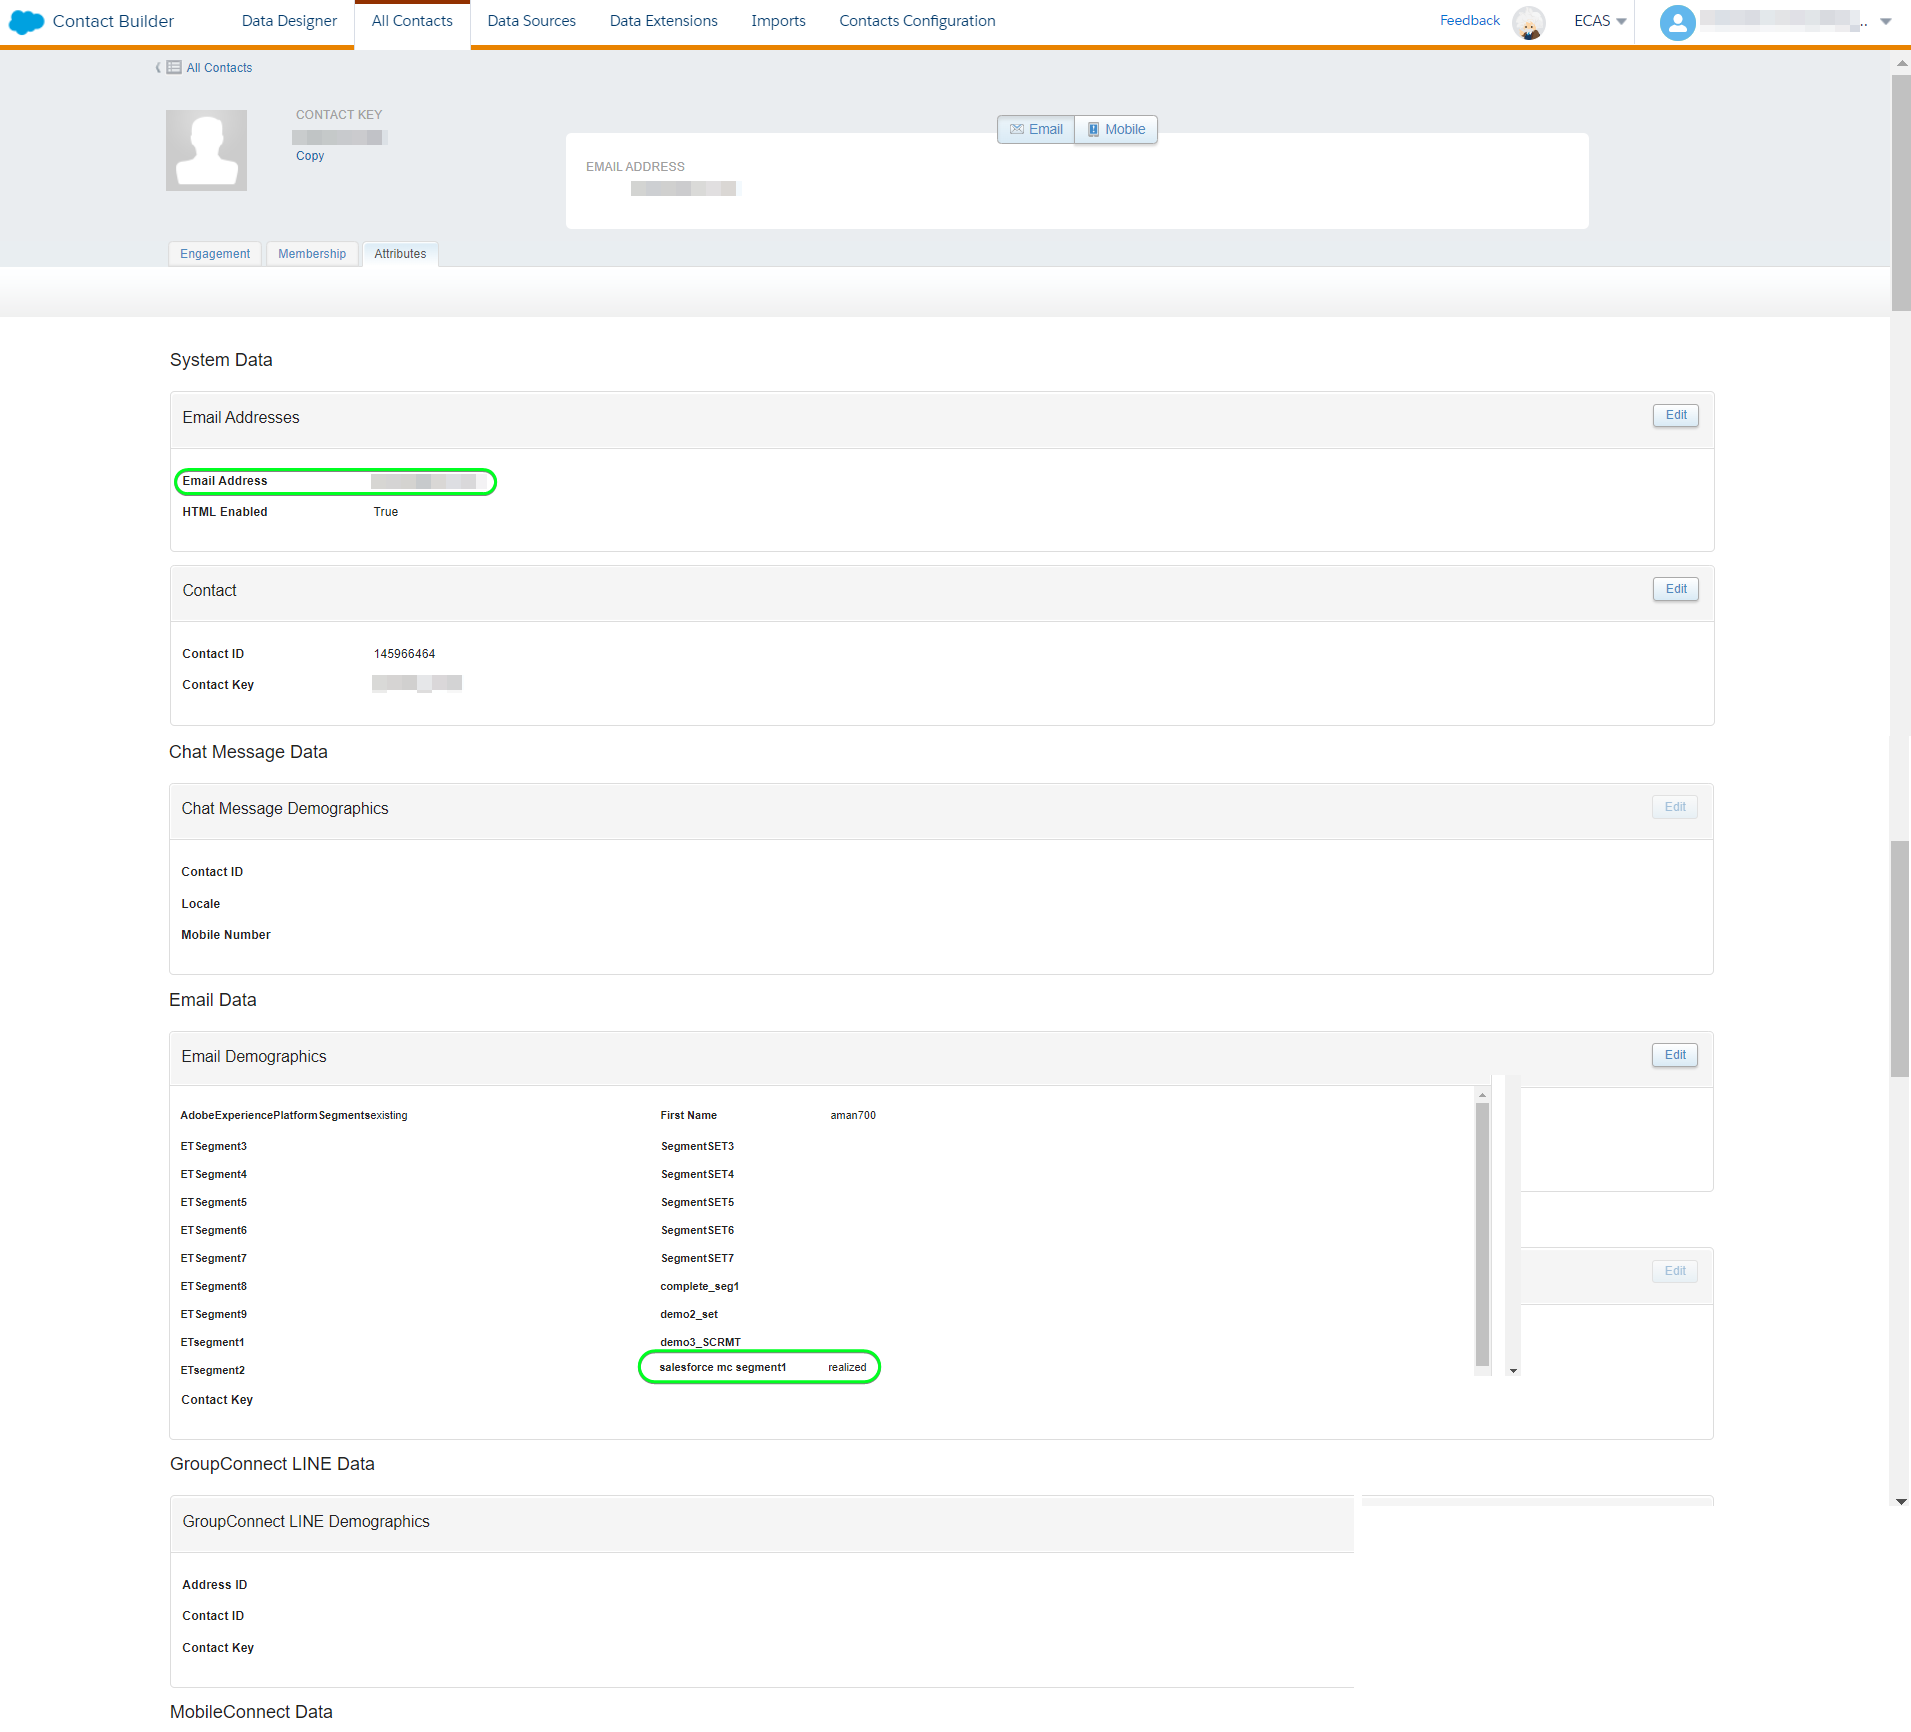 Contact Builder Data Designer All Contacts Data Sources Data Extensions Imports Contacts Configuration Feedback ECAS ..
All Contacts
CONTACT KEY
Copy
Email Mobile
EMAIL ADDRESS
Engagement Membership Attributes
System Data
Email Addresses Edit
Email Address
HTML Enabled True
Contact Edit
Contact ID 145966464
Contact Key
Chat Message Data
Chat Message Demographics Edit
Contact ID
Locale
Mobile Number
Email Data
Email Demographics Edit
AdobeExperiencePlatformSegmentsexisting First Name aman700
ETSegment3 SegmentSET3
ETSegment4 SegmentSET4
ETSegment5 SegmentSET5
ETSegment6 SegmentSET6
ETSegment7 SegmentSET7
Edit
ETSegment8 complete_seg1
ETSegment9 demo2_set
ETsegment1 demo3_SCRMT
ETsegment2 salesforce mc segment1 realized
Contact Key
GroupConnect LINE Data
GroupConnect LINE Demographics
Address ID
Contact ID
Contact Key
MobileConnect Data